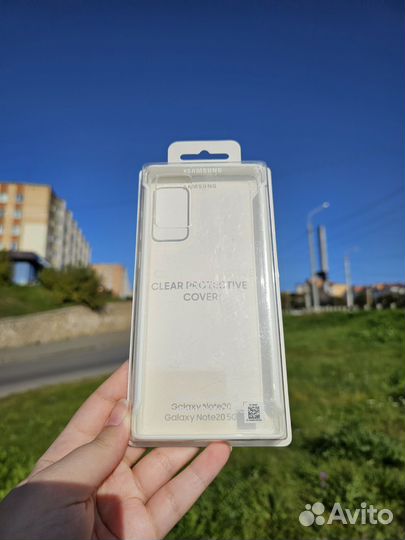 SAMSUNG
SAMSUNG
CLEAR PROTECTIVE
COVER
Galaxy Note20
Galaxy Note20 5G
Avito